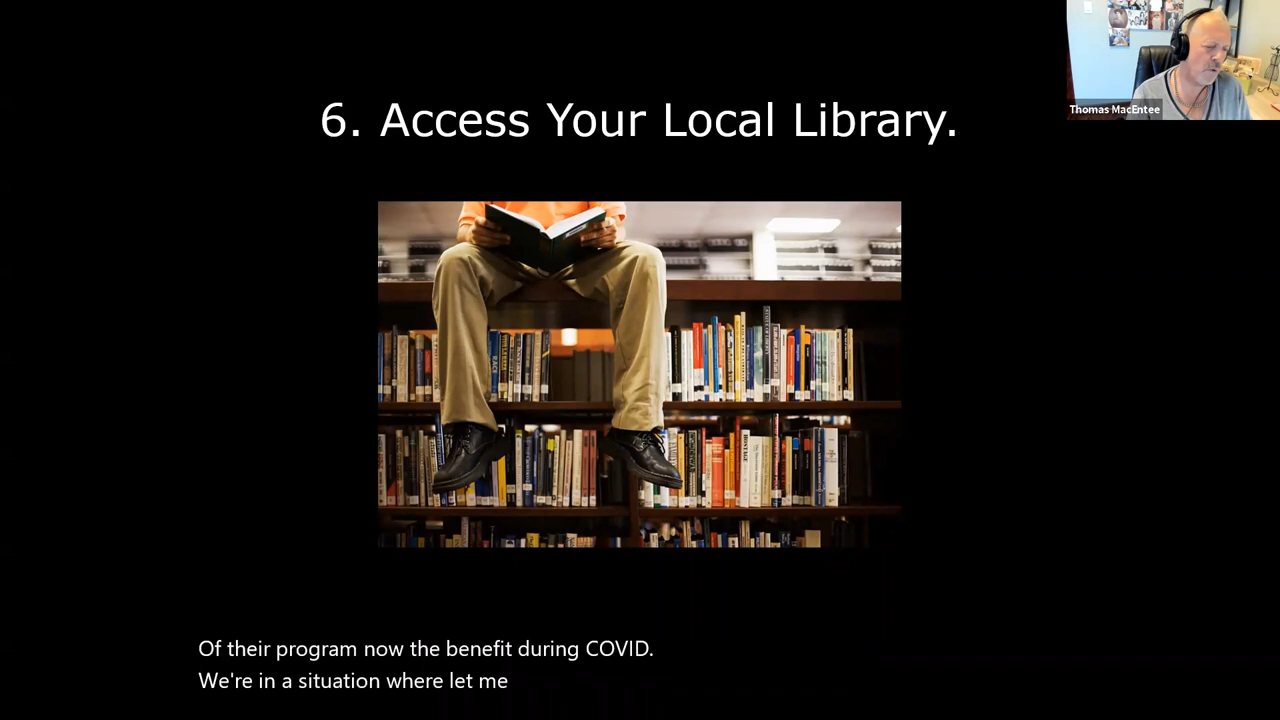 6. Access Your Local Library.
Thomas MacEntee
Of their program now the benefit during COVID.
We're in a situation where let me